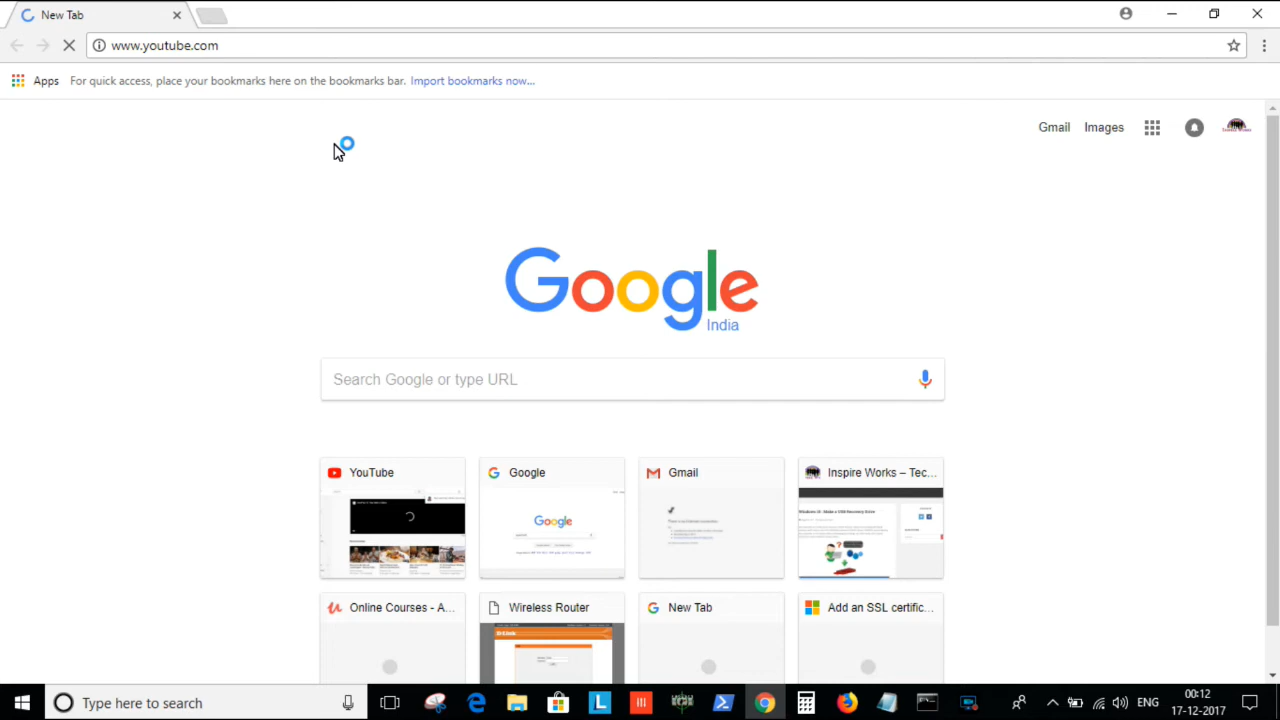 New Tab
www.youtube.com
Apps For quick access, place your bookmarks here on the bookmarks bar. Import bookmarks now...
Gmail Images
Google
India
Search Google or type URL
YouTube Google Gmail Inspire Works – Tec...
Google
Online Courses - A... Wireless Router New Tab Add an SSL certific...
Type here to search
ENG
00:12
17-12-2017